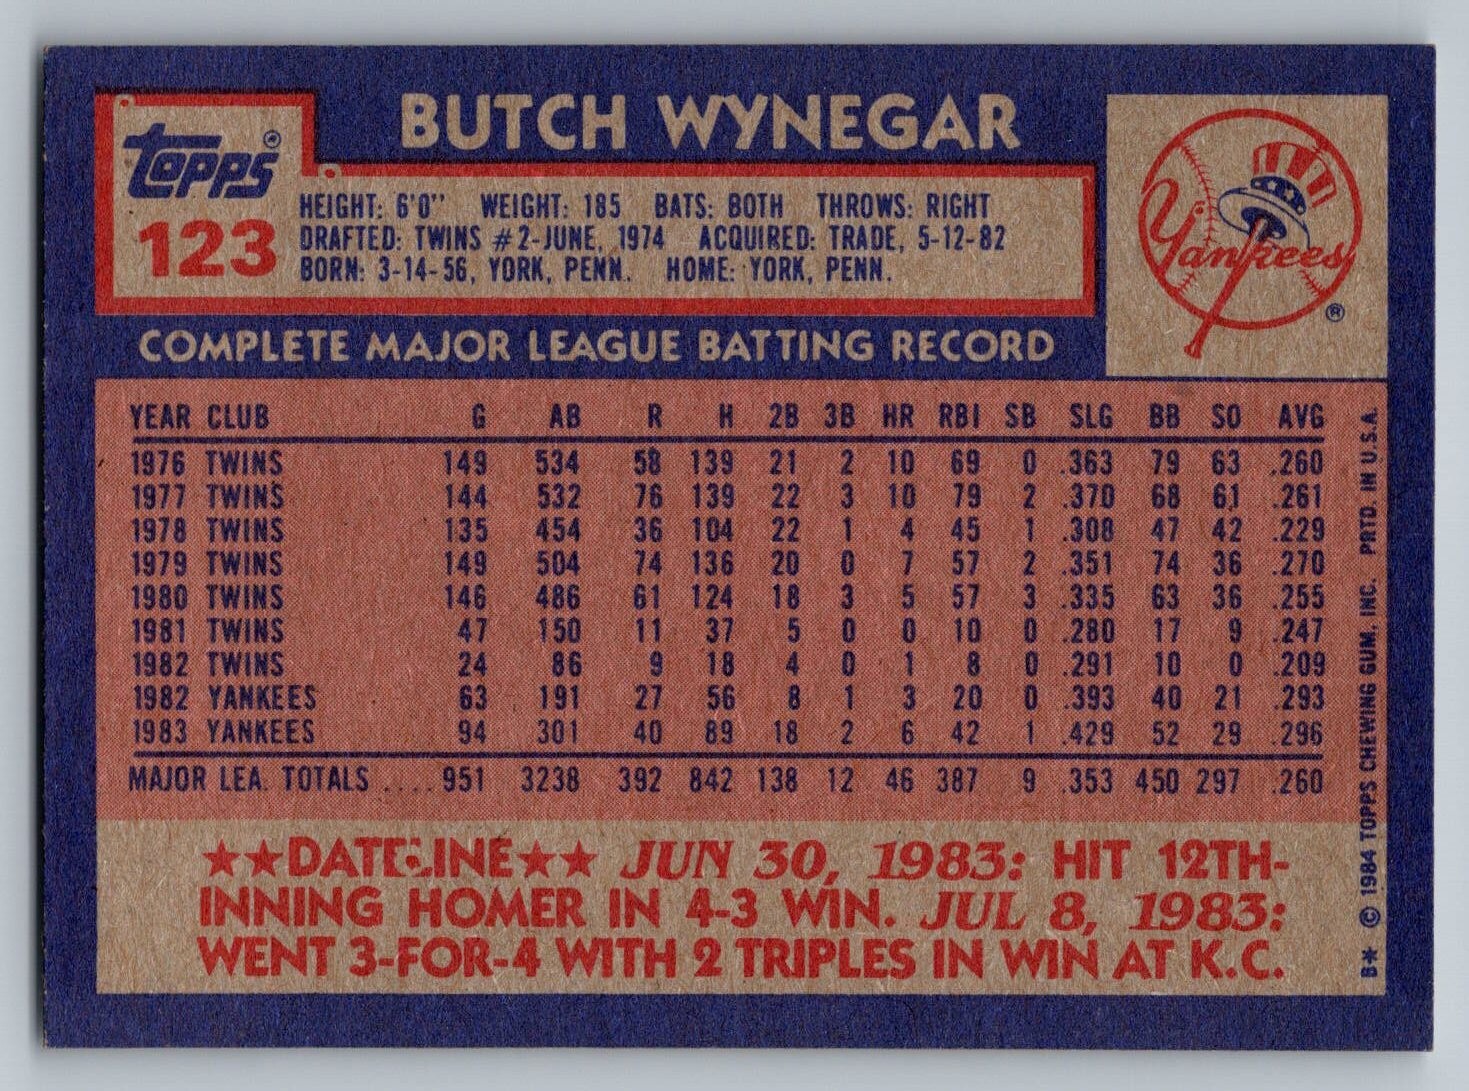 BUTCH WYNEGAR
Topps®
123
HEIGHT: 6'0" WEIGHT: 185 BATS: BOTH THROWS: RIGHT
DRAFTED: TWINS #2-JUNE, 1974 ACQUIRED: TRADE, 5-12-82
BORN: 3-14-56, YORK, PENN. HOME: YORK, PENN.
Yankees
®
COMPLETE MAJOR LEAGUE BATTING RECORD
YEAR CLUB G AB R H 2B 3B HR RBI SB SLG BB SO AVG
1976 TWINS 149 534 58 139 21 2 10 69 0 .363 79 63 .260
1977 TWINS 144 532 76 139 22 3 10 79 2 .370 68 61 .261
1978 TWINS 135 454 36 104 22 1 4 45 1 .308 47 42 .229
1979 TWINS 149 504 74 136 20 0 7 57 2 .351 74 36 .270
1980 TWINS 146 486 61 124 18 3 5 57 3 .335 63 36 .255
1981 TWINS 47 150 11 37 5 0 0 10 0 .280 17 9 .247
1982 TWINS 24 86 9 18 4 0 1 8 0 .291 10 0 .209
1982 YANKEES 63 191 27 56 8 1 3 20 0 .393 40 21 .293
1983 YANKEES 94 301 40 89 18 2 6 42 1 .429 52 29 .296
MAJOR LEA. TOTALS .... 951 3238 392 842 138 12 46 387 9 .353 450 297 .260
★★DATELINE★★ JUN 30, 1983: HIT 12TH-
INNING HOMER IN 4-3 WIN. JUL 8, 1983:
WENT 3-FOR-4 WITH 2 TRIPLES IN WIN AT K.C.
B* © 1984 TOPPS CHEWING GUM, INC. PRTD. IN U.S.A.